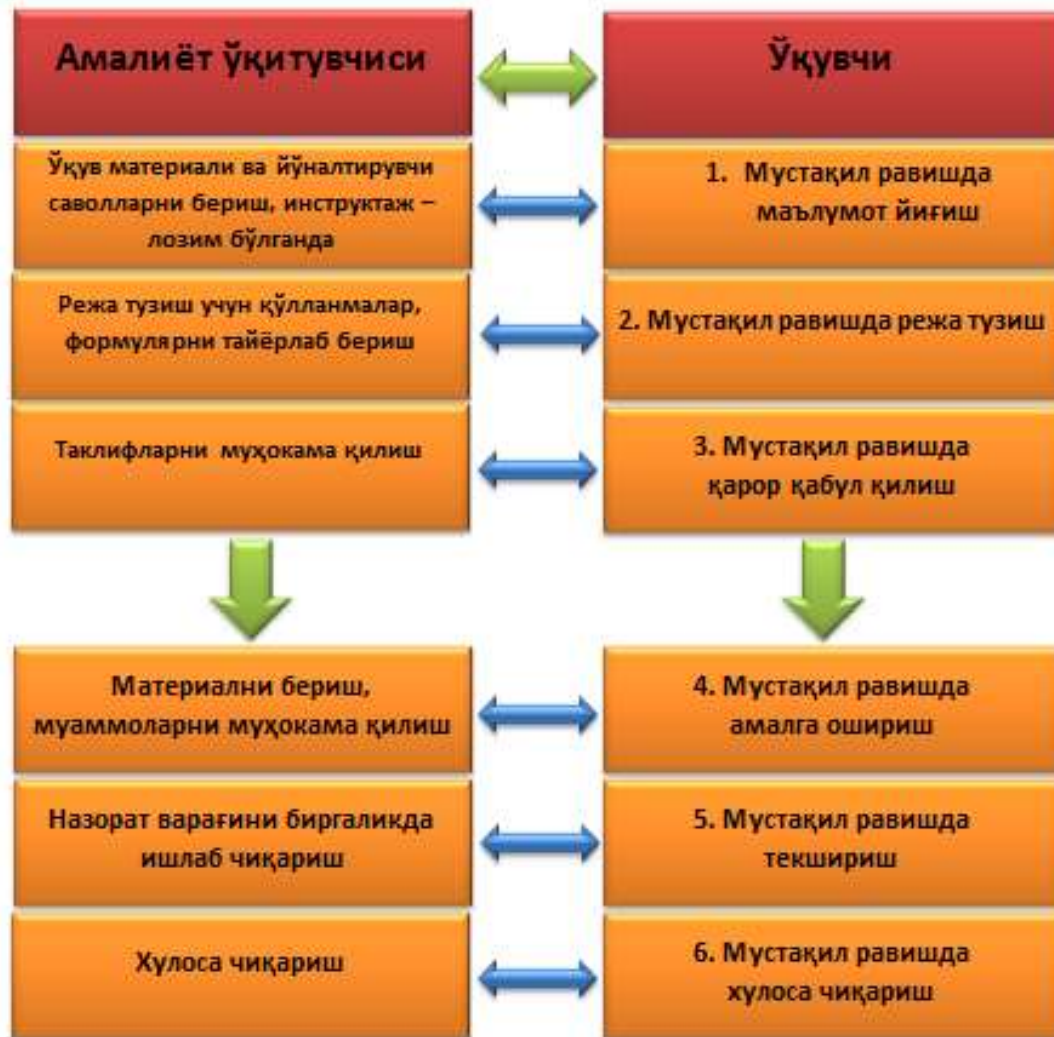 Амалиёт ўқитувчиси
Ўқувчи
Ўқув материали ва йўналтирувчи
саволларни бериш, инструктаж –
лозим бўлганда
1. Мустақил равишда
маълумот йиғиш
Режа тузиш учун қўлланмалар,
формулярни тайёрлаб бериш
2. Мустақил равишда режа тузиш
Таклифларни муҳокама қилиш
3. Мустақил равишда
қарор қабул қилиш
Материални бериш,
муаммоларни муҳокама қилиш
4. Мустақил равишда
амалга ошириш
Назорат варағини биргаликда
ишлаб чиқариш
5. Мустақил равишда
текшириш
Хулоса чиқариш
6. Мустақил равишда
хулоса чиқариш